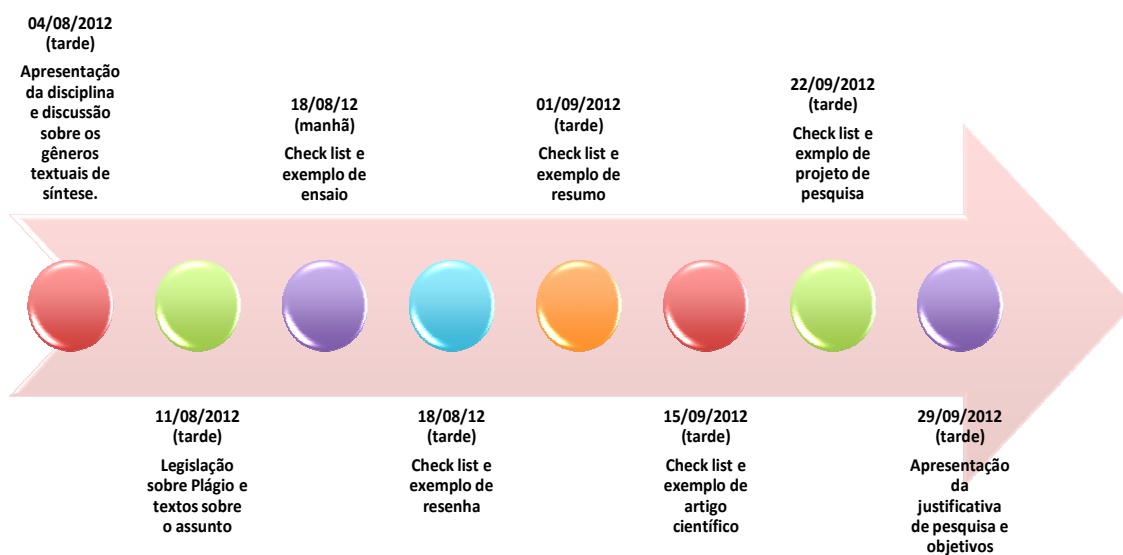 04/08/2012
(tarde)
Apresentação
da disciplina
e discussão
sobre os
gêneros
textuais de
síntese.
11/08/2012
(tarde)
Legislação
sobre Plágio e
textos sobre
o assunto
18/08/12
(manhã)
Check list e
exemplo de
ensaio
18/08/12
(tarde)
Check list e
exemplo de
resenha
01/09/2012
(tarde)
Check list e
exemplo de
resumo
15/09/2012
(tarde)
Check list e
exemplo de
artigo
científico
22/09/2012
(tarde)
Check list e
exmplo de
projeto de
pesquisa
29/09/2012
(tarde)
Apresentação
da
justificativa
de pesquisa e
objetivos